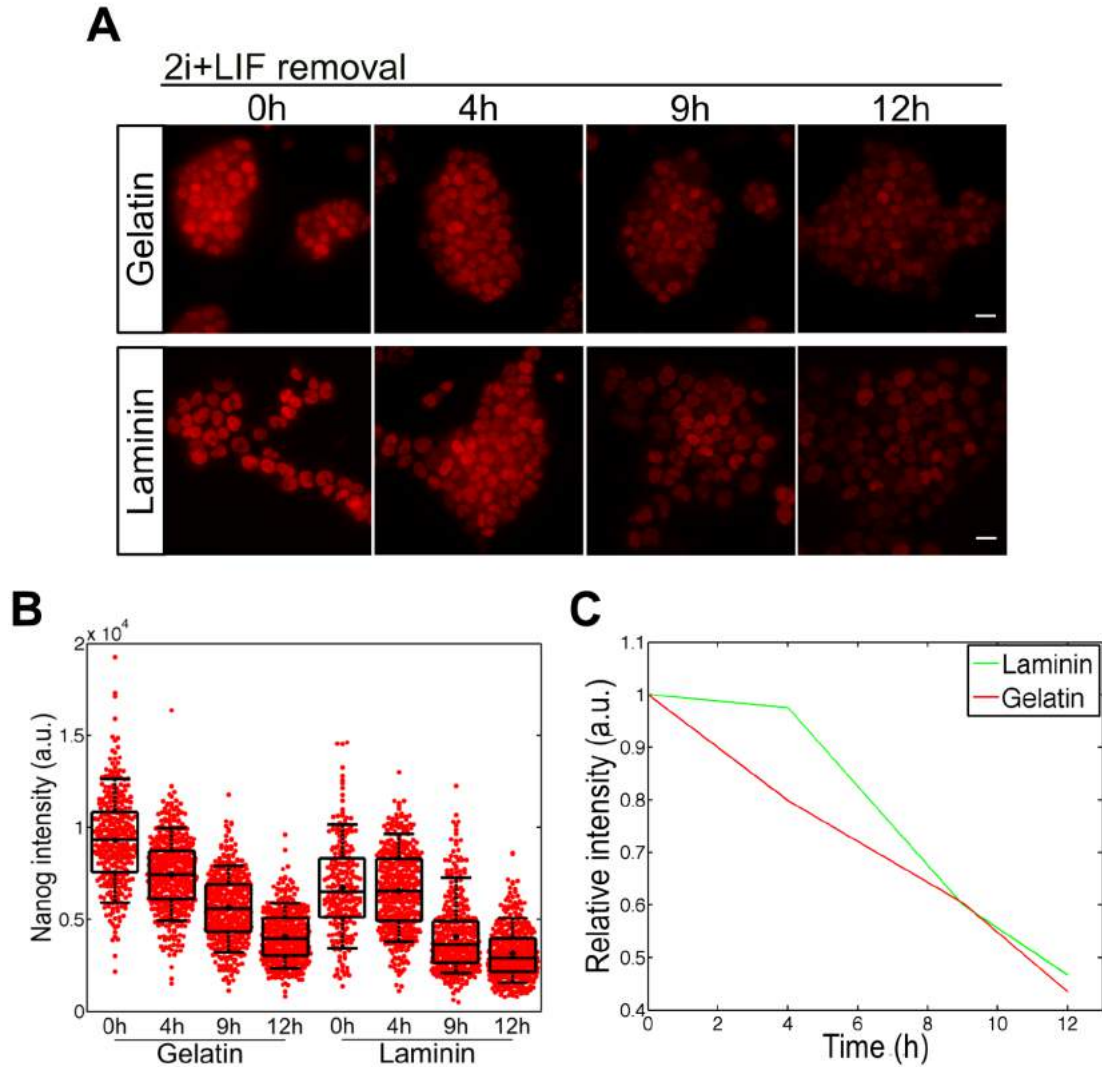 A
2i+LIF removal
0h 4h 9h 12h
Gelatin
Laminin
B
× 10⁴
2
1.5
1
0.5
0
Nanog intensity (a.u.)
0h 4h 9h 12h 0h 4h 9h 12h
Gelatin Laminin
C
1.1
1
0.9
0.8
0.7
0.6
0.5
0.4
Relative intensity (a.u.)
Laminin
Gelatin
0 2 4 6 8 10 12
Time (h)